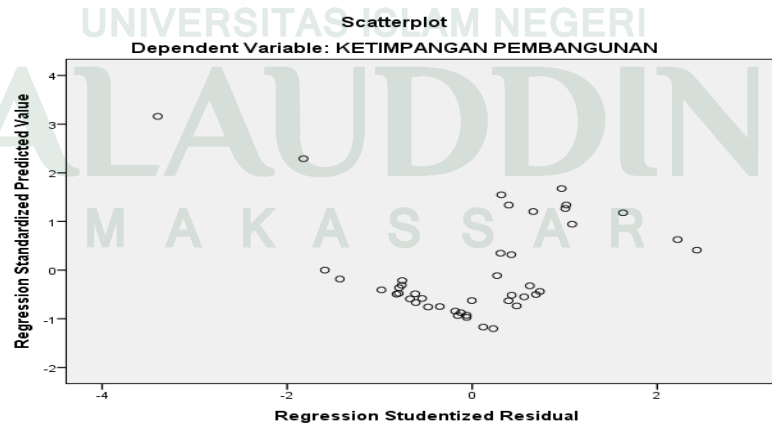 UNIVERSITAS ISLAM NEGERI
Scatterplot
Dependent Variable: KETIMPANGAN PEMBANGUNAN
ALAUDDIN
MAKASSAR
Regression Standardized Predicted Value
4
3
2
1
0
-1
-2
-4
-2
0
2
Regression Studentized Residual